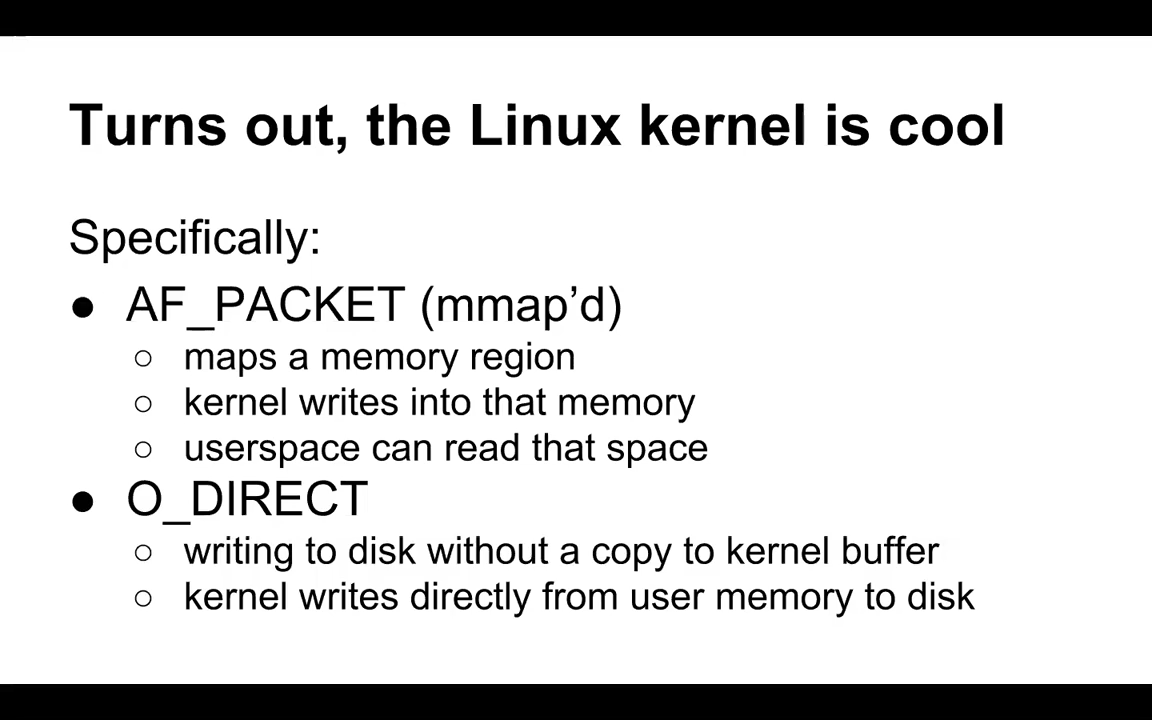 Turns out, the Linux kernel is cool
Specifically:
● AF_PACKET (mmap’d)
○ maps a memory region
○ kernel writes into that memory
○ userspace can read that space
● O_DIRECT
○ writing to disk without a copy to kernel buffer
○ kernel writes directly from user memory to disk